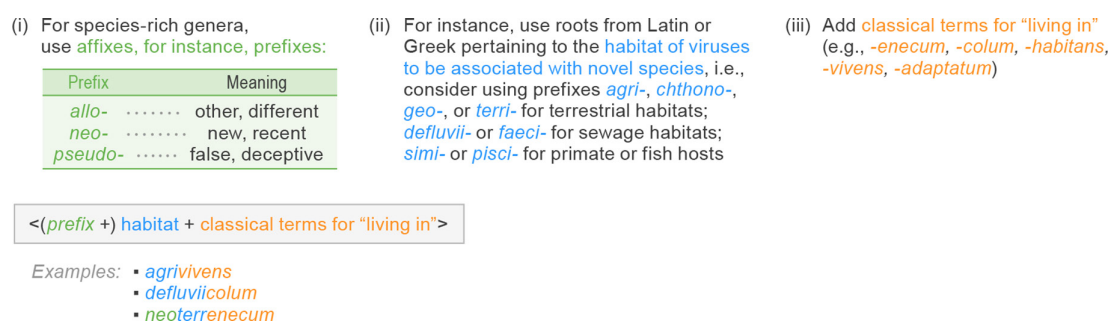 (i) For species-rich genera,
use affixes, for instance, prefixes:
Prefix Meaning
allo- ······· other, different
neo- ········ new, recent
pseudo- ······ false, deceptive
(ii) For instance, use roots from Latin or
Greek pertaining to the habitat of viruses
to be associated with novel species, i.e.,
consider using prefixes agri-, chthono-,
geo-, or terri- for terrestrial habitats;
defluvii- or faeci- for sewage habitats;
simi- or pisci- for primate or fish hosts
(iii) Add classical terms for “living in”
(e.g., -enecum, -colum, -habitans,
-vivens, -adaptatum)
<(prefix +) habitat + classical terms for “living in”>
Examples: ▪ agrivivens
▪ defluviicolum
▪ neoterrenecum